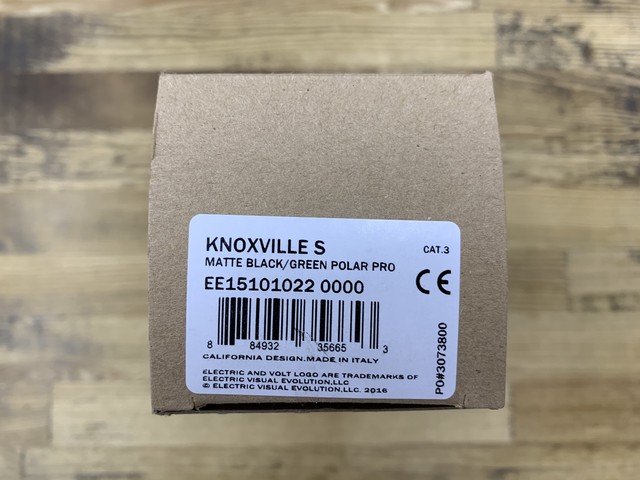 KNOXVILLE S
CAT.3
MATTE BLACK/GREEN POLAR PRO
EE15101022 0000
CE
8 84932 35665 3
CALIFORNIA DESIGN.MADE IN ITALY
ELECTRIC AND VOLT LOGO ARE TRADEMARKS OF
ELECTRIC VISUAL EVOLUTION,LLC
© ELECTRIC VISUAL EVOLUTION,LLC. 2016
PO#3073800